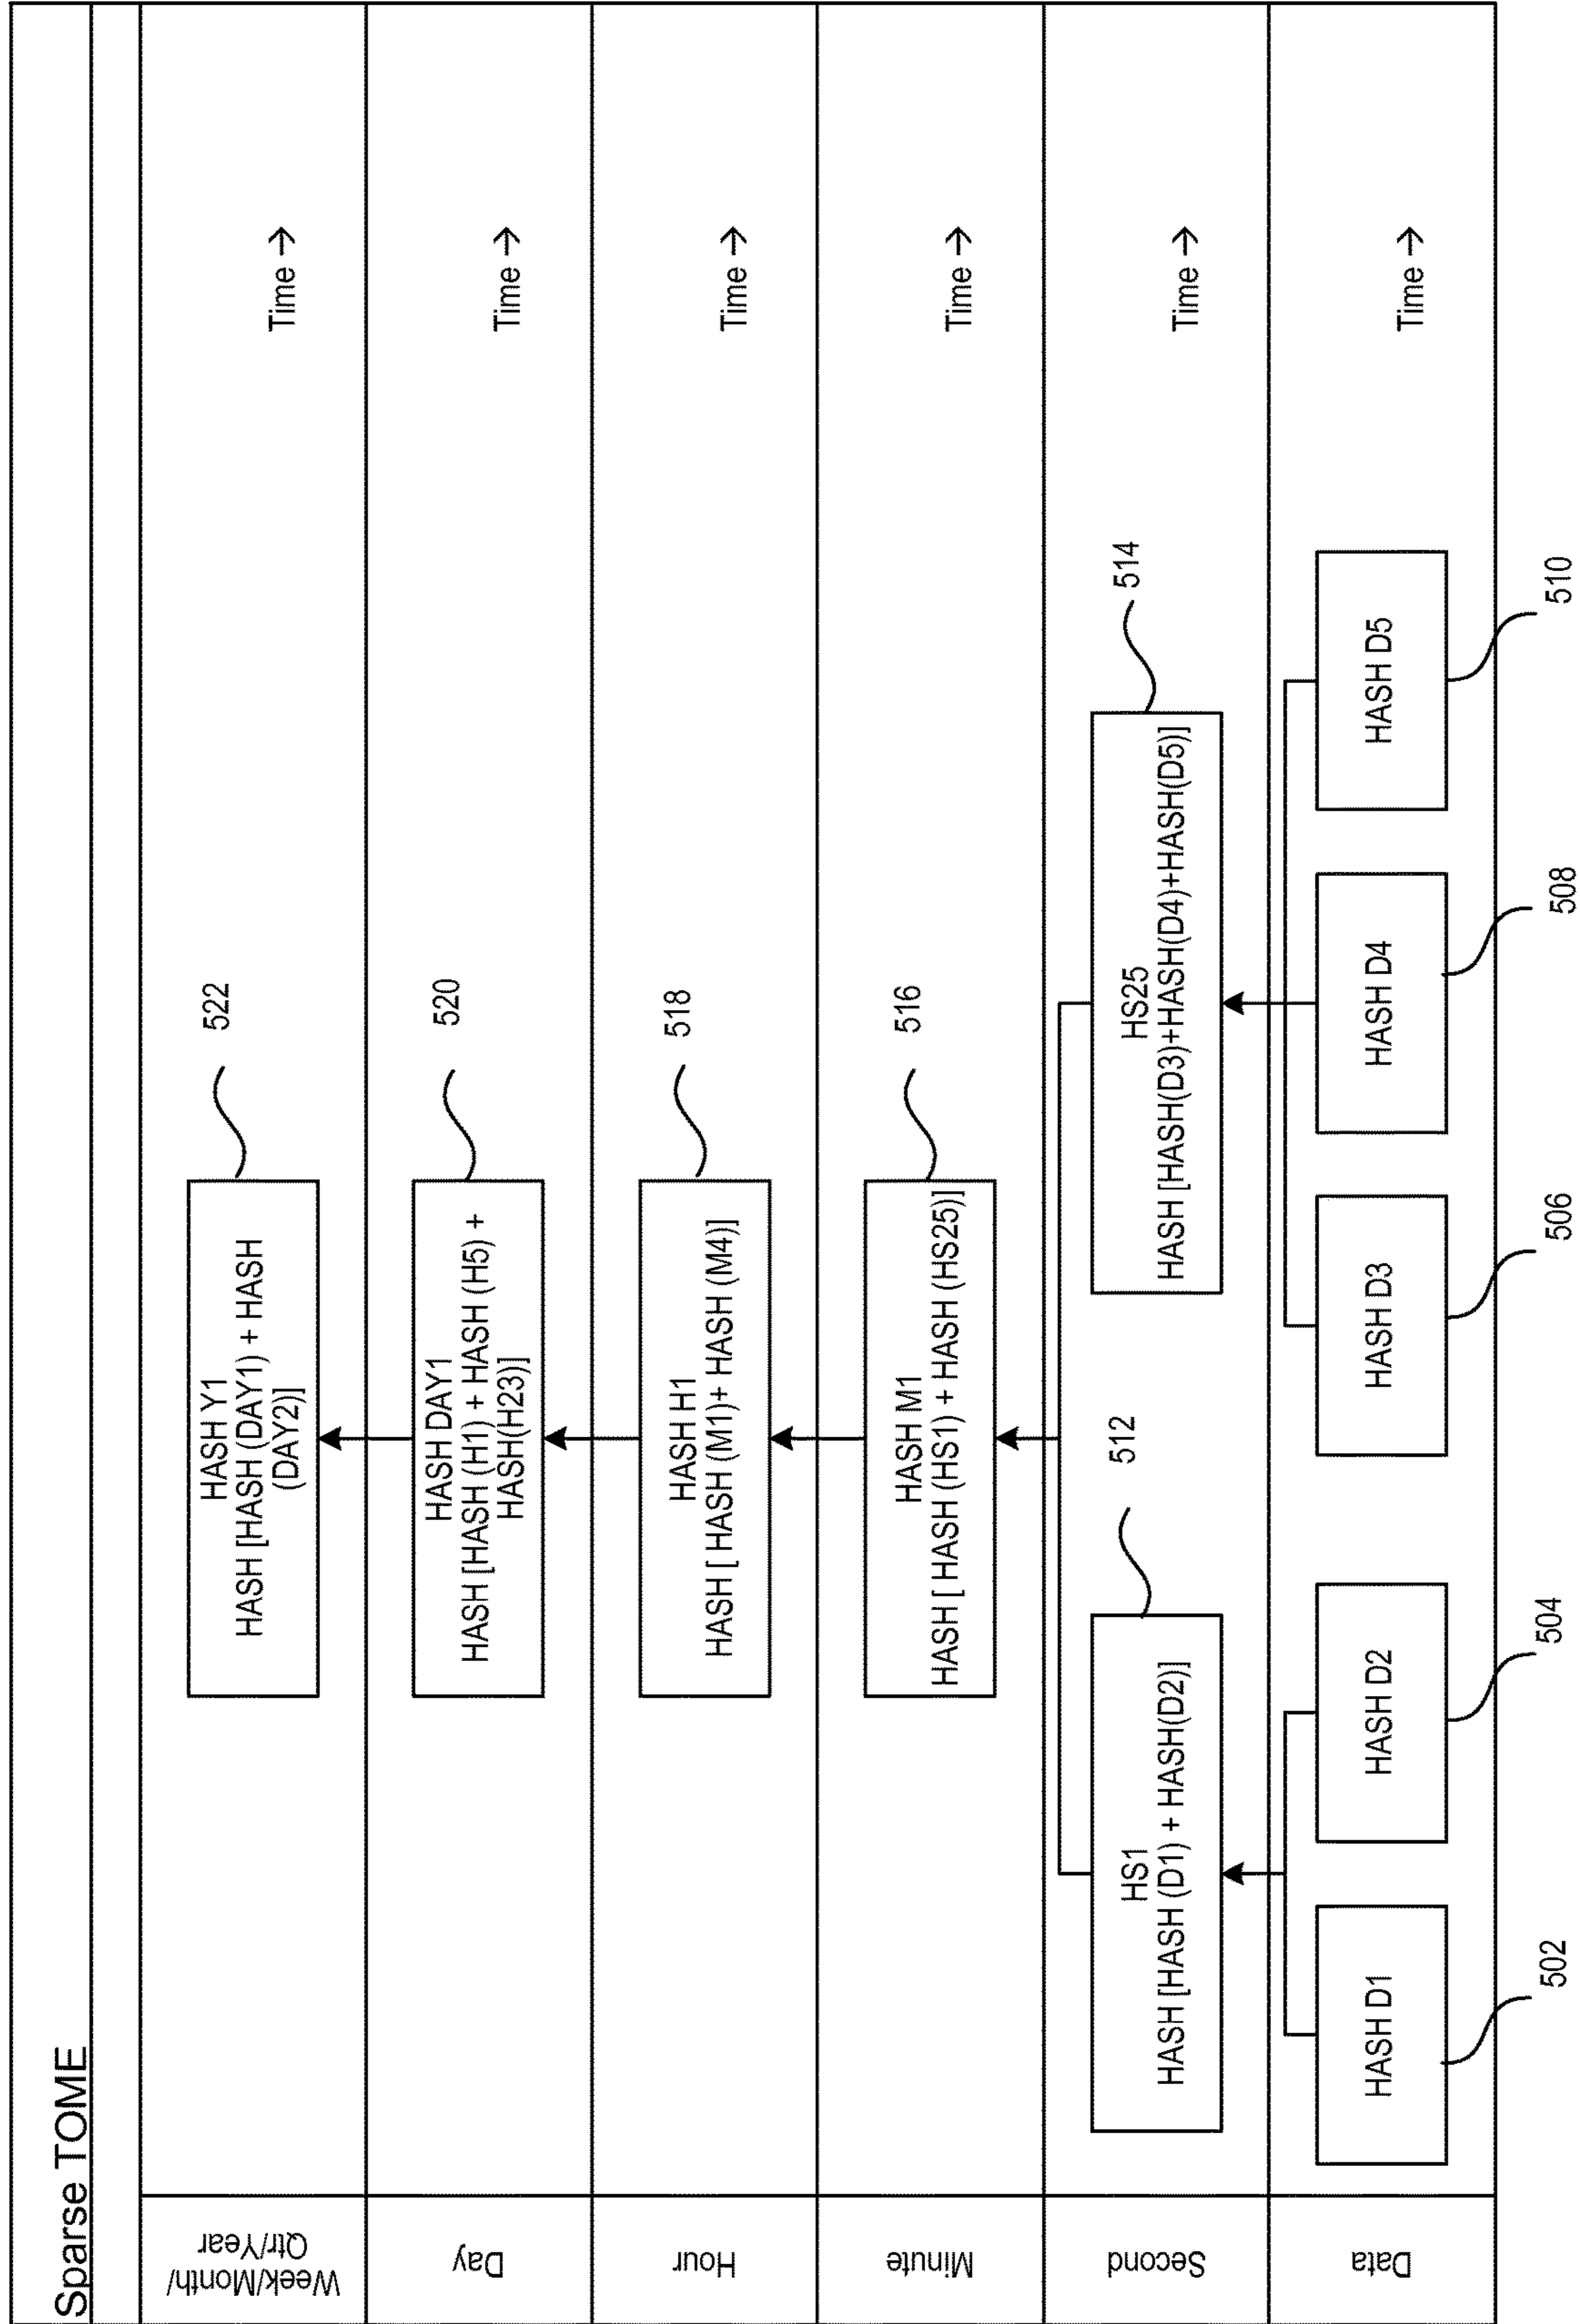 Sparse TOME
Week/Month/
Qtr/Year
HASH Y1
HASH [HASH (DAY1) + HASH
(DAY2)]
522
Time →
Day
HASH DAY1
HASH [HASH (H1) + HASH (H5) +
HASH(H23)]
520
Time →
Hour
HASH H1
HASH [ HASH (M1)+ HASH (M4)]
518
Time →
Minute
HASH M1
HASH [ HASH (HS1) + HASH (HS25)]
516
Time →
Second
HS1
HASH [HASH (D1) + HASH(D2)]
512
HS25
HASH [HASH(D3)+HASH(D4)+HASH(D5)]
514
Time →
Data
HASH D1
HASH D2
HASH D3
HASH D4
HASH D5
Time →
502
504
506
508
510